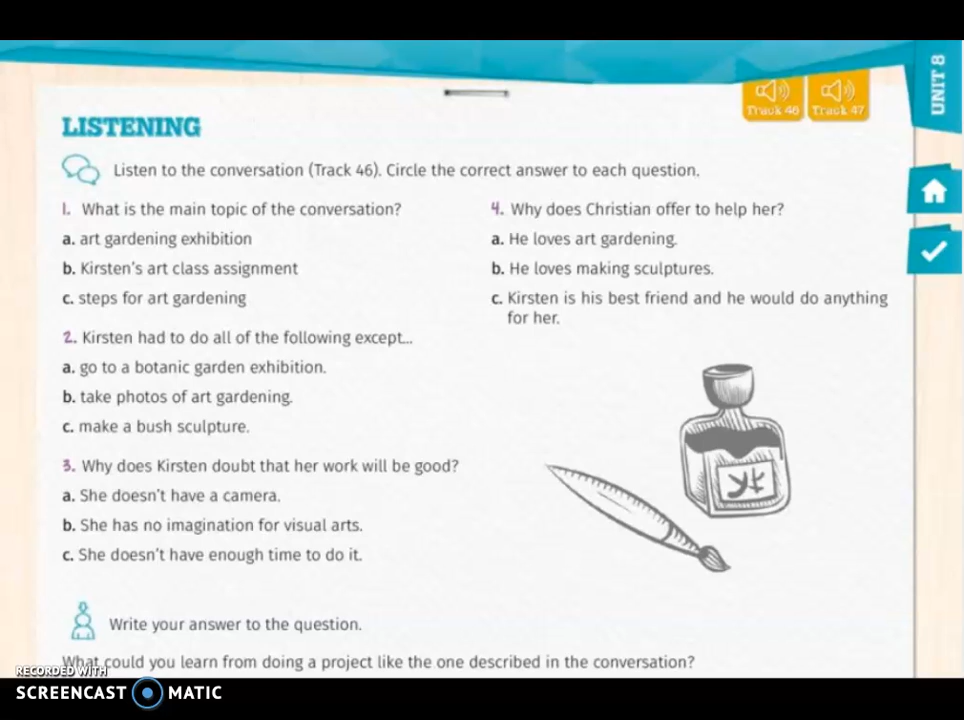 UNIT 8
Track 46
Track 47
LISTENING
Listen to the conversation (Track 46). Circle the correct answer to each question.
1. What is the main topic of the conversation?
a. art gardening exhibition
b. Kirsten's art class assignment
c. steps for art gardening
2. Kirsten had to do all of the following except...
a. go to a botanic garden exhibition.
b. take photos of art gardening.
c. make a bush sculpture.
3. Why does Kirsten doubt that her work will be good?
a. She doesn't have a camera.
b. She has no imagination for visual arts.
c. She doesn't have enough time to do it.
4. Why does Christian offer to help her?
a. He loves art gardening.
b. He loves making sculptures.
c. Kirsten is his best friend and he would do anything
for her.
Write your answer to the question.
What could you learn from doing a project like the one described in the conversation?
RECORDED WITH
SCREENCAST MATIC